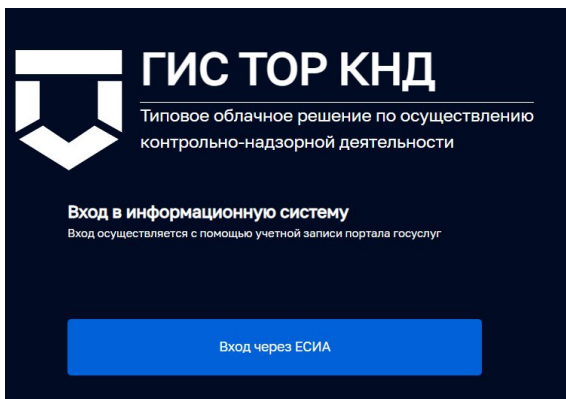 ГИС ТОР КНД
Типовое облачное решение по осуществлению
контрольно-надзорной деятельности
Вход в информационную систему
Вход осуществляется с помощью учетной записи портала госуслуг
Вход через ЕСИА